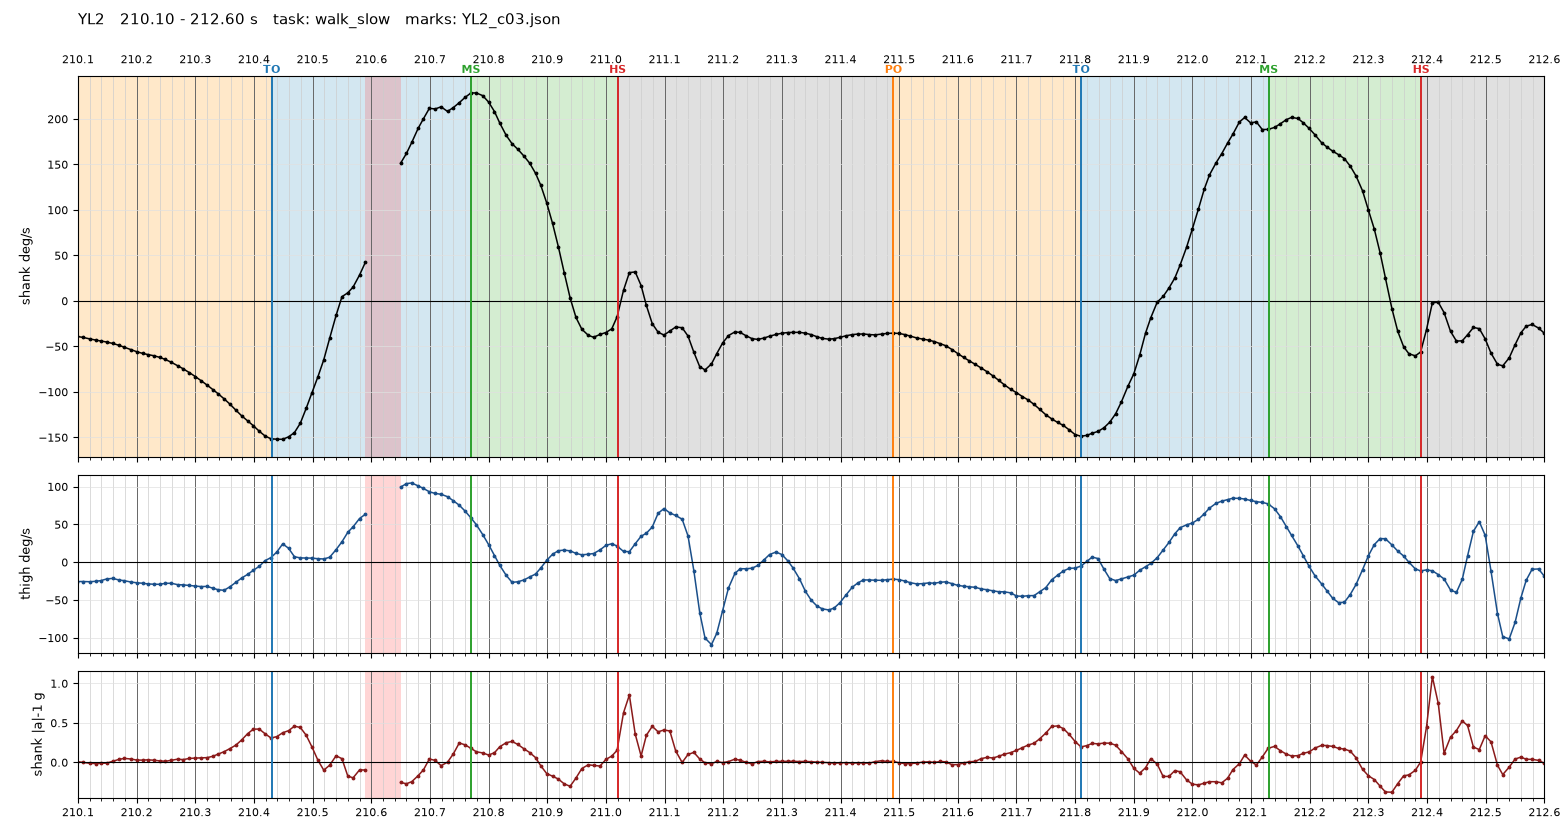 YL2   210.10 - 212.60 s   task: walk_slow   marks: YL2_c03.json
210.1 210.2 210.3 210.4 210.5 210.6 210.7 210.8 210.9 211.0 211.1 211.2 211.3 211.4 211.5 211.6 211.7 211.8 211.9 212.0 212.1 212.2 212.3 212.4 212.5 212.6
TO MS HS PO TO MS HS
shank deg/s
200
150
100
50
0
−50
−100
−150
thigh deg/s
100
50
0
−50
−100
shank |a|-1 g
1.0
0.5
0.0
210.1 210.2 210.3 210.4 210.5 210.6 210.7 210.8 210.9 211.0 211.1 211.2 211.3 211.4 211.5 211.6 211.7 211.8 211.9 212.0 212.1 212.2 212.3 212.4 212.5 212.6